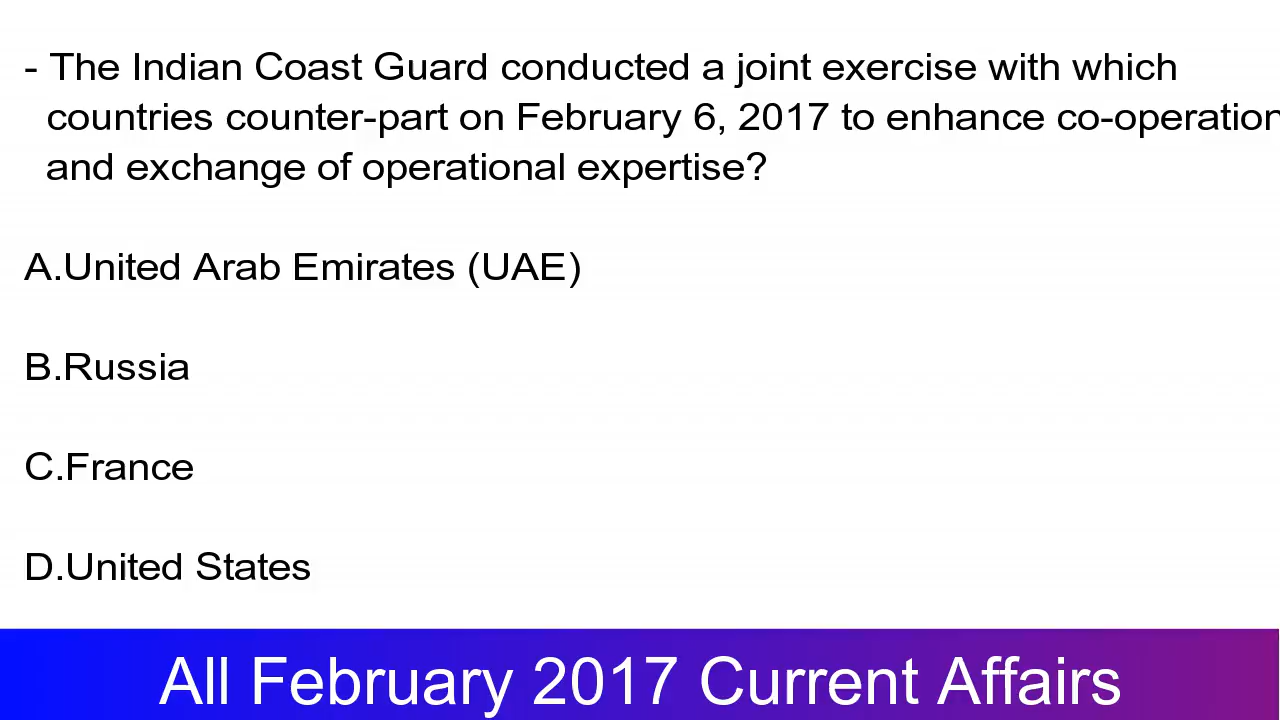 - The Indian Coast Guard conducted a joint exercise with which
countries counter-part on February 6, 2017 to enhance co-operation
and exchange of operational expertise?
A.United Arab Emirates (UAE)
B.Russia
C.France
D.United States
All February 2017 Current Affairs